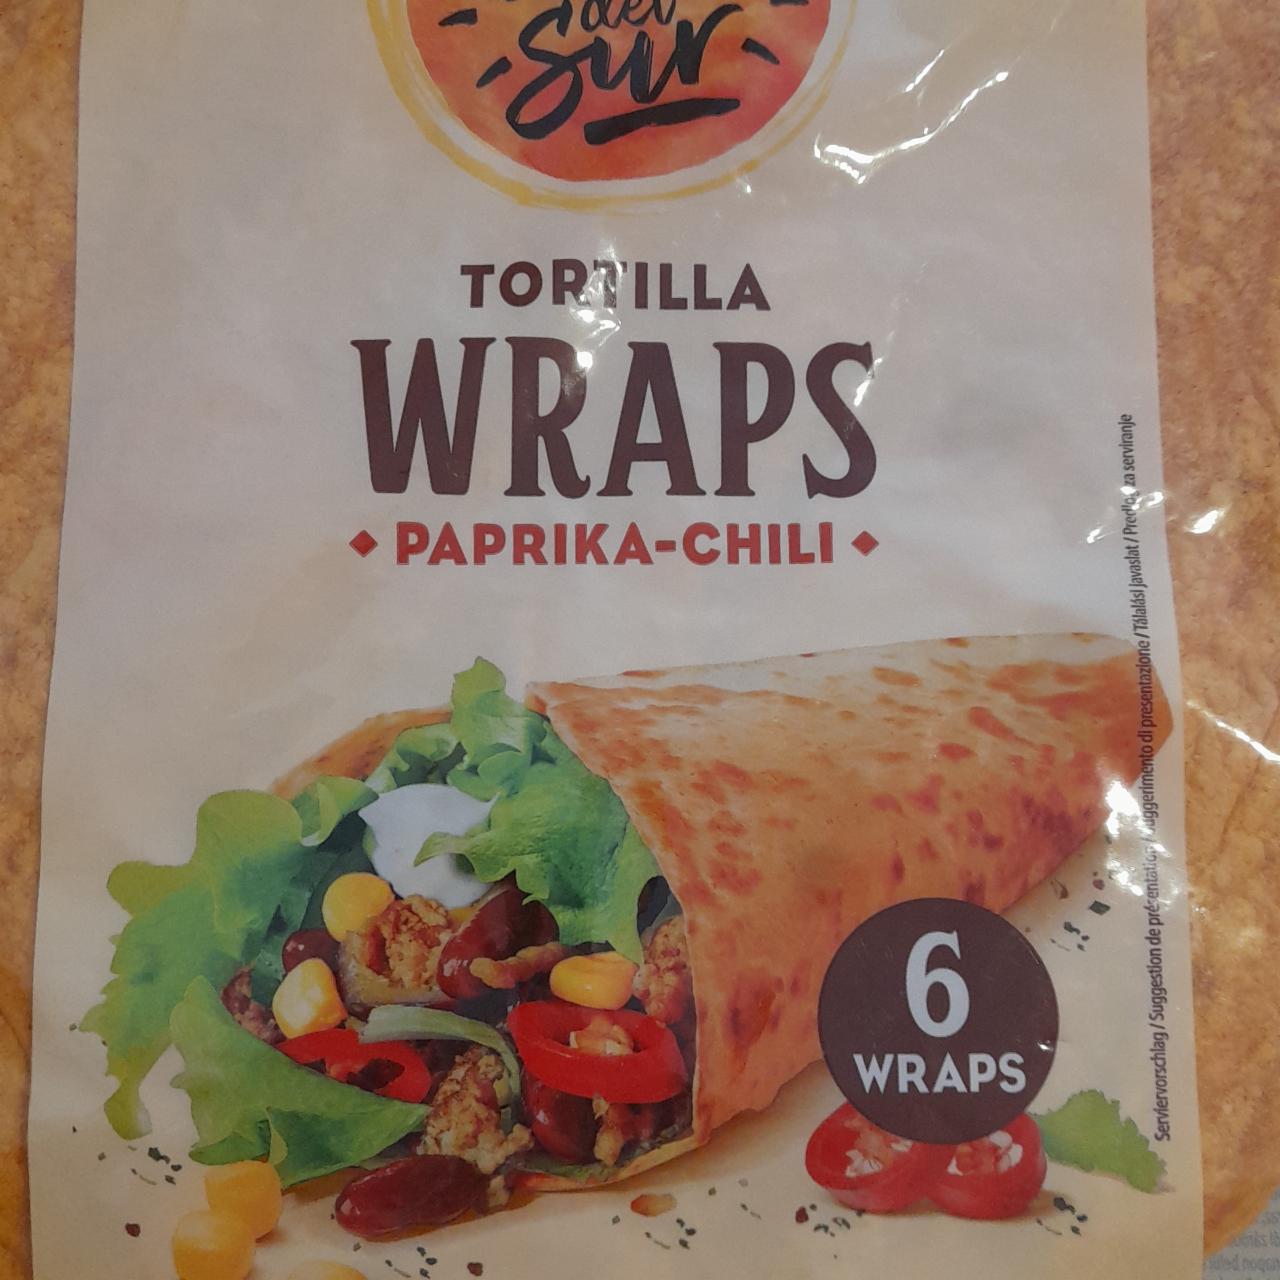 del
Sur
TORTILLA
WRAPS
PAPRIKA-CHILI
6
WRAPS
Serviervorschlag / Suggestion de présentation / Suggerimento di presentazione / Tálalási javaslat / Predlog za serviranje